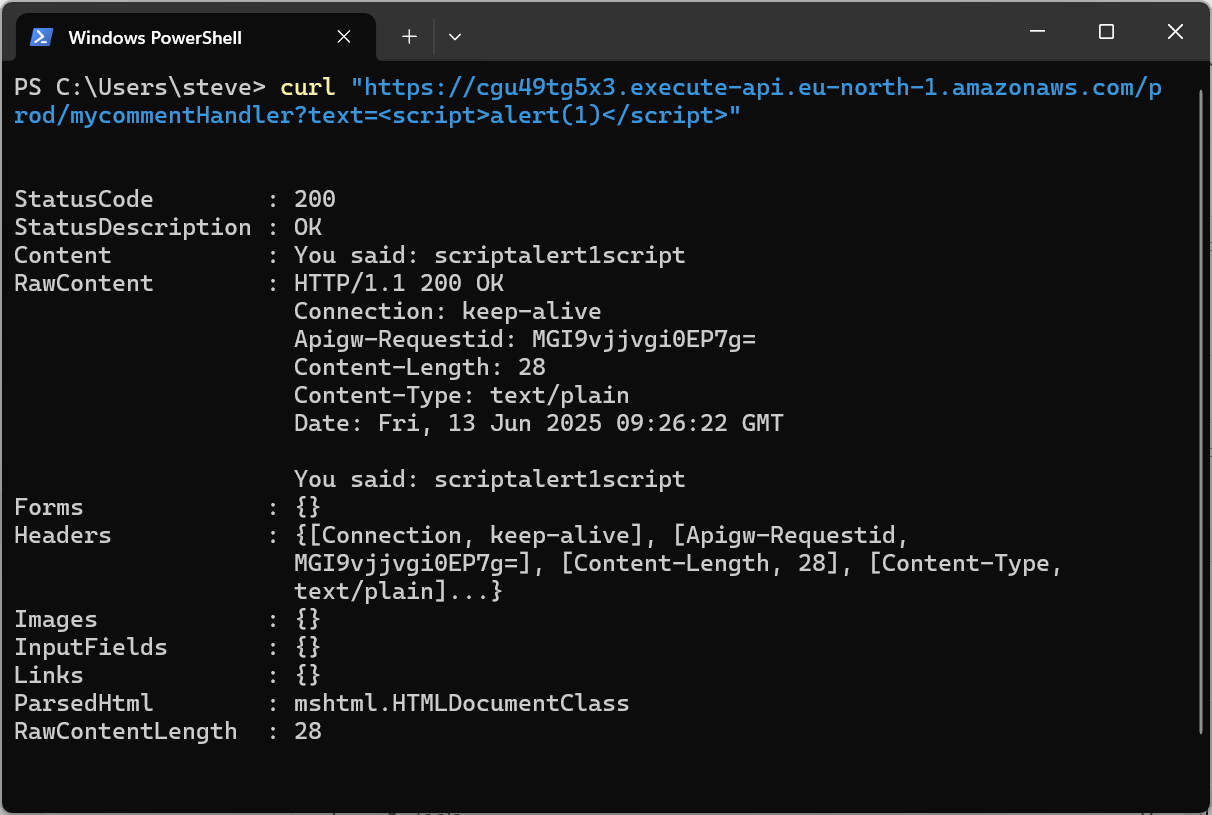 Windows PowerShell
PS C:\Users\steve> curl "https://cgu49tg5x3.execute-api.eu-north-1.amazonaws.com/p
rod/mycommentHandler?text=<script>alert(1)</script>"
StatusCode : 200
StatusDescription : OK
Content : You said: scriptalert1script
RawContent : HTTP/1.1 200 OK
Connection: keep-alive
Apigw-Requestid: MGI9vjjvgi0EP7g=
Content-Length: 28
Content-Type: text/plain
Date: Fri, 13 Jun 2025 09:26:22 GMT
You said: scriptalert1script
Forms : {}
Headers : {[Connection, keep-alive], [Apigw-Requestid,
MGI9vjjvgi0EP7g=], [Content-Length, 28], [Content-Type,
text/plain]...}
Images : {}
InputFields : {}
Links : {}
ParsedHtml : mshtml.HTMLDocumentClass
RawContentLength : 28